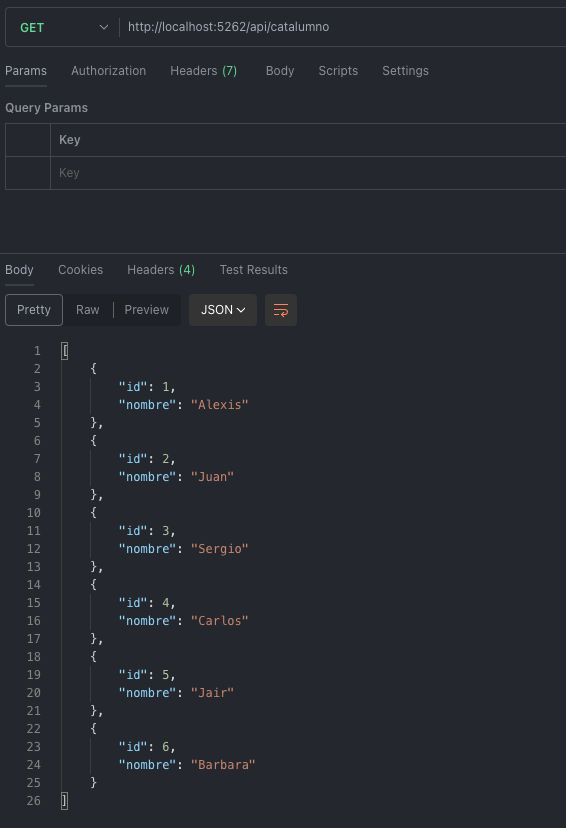 GET http://localhost:5262/api/catalumno
Params Authorization Headers (7) Body Scripts Settings
Query Params
Key
Key
Body Cookies Headers (4) Test Results
Pretty Raw Preview JSON
1 [
2 {
3 "id": 1,
4 "nombre": "Alexis"
5 },
6 {
7 "id": 2,
8 "nombre": "Juan"
9 },
10 {
11 "id": 3,
12 "nombre": "Sergio"
13 },
14 {
15 "id": 4,
16 "nombre": "Carlos"
17 },
18 {
19 "id": 5,
20 "nombre": "Jair"
21 },
22 {
23 "id": 6,
24 "nombre": "Barbara"
25 }
26 ]